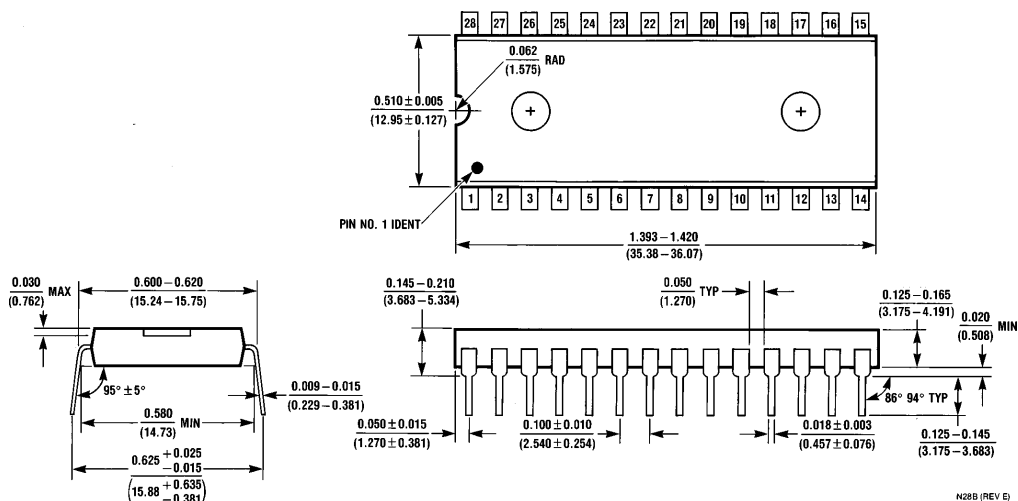 28 27 26 25 24 23 22 21 20 19 18 17 16 15
0.062
(1.575)
RAD
0.510 ± 0.005
(12.95 ± 0.127)
PIN NO. 1 IDENT
1 2 3 4 5 6 7 8 9 10 11 12 13 14
1.393 – 1.420
(35.38 – 36.07)
0.030
(0.762)
MAX
0.600 – 0.620
(15.24 – 15.75)
95° ± 5°
0.580
(14.73)
MIN
0.009 – 0.015
(0.229 – 0.381)
0.625 +0.025
−0.015
(15.88 +0.635
−0.381)
0.145 – 0.210
(3.683 – 5.334)
0.050
(1.270)
TYP
0.125 – 0.165
(3.175 – 4.191)
0.020
(0.508)
MIN
86° 94° TYP
0.050 ± 0.015
(1.270 ± 0.381)
0.100 ± 0.010
(2.540 ± 0.254)
0.018 ± 0.003
(0.457 ± 0.076)
0.125 – 0.145
(3.175 – 3.683)
N28B (REV E)